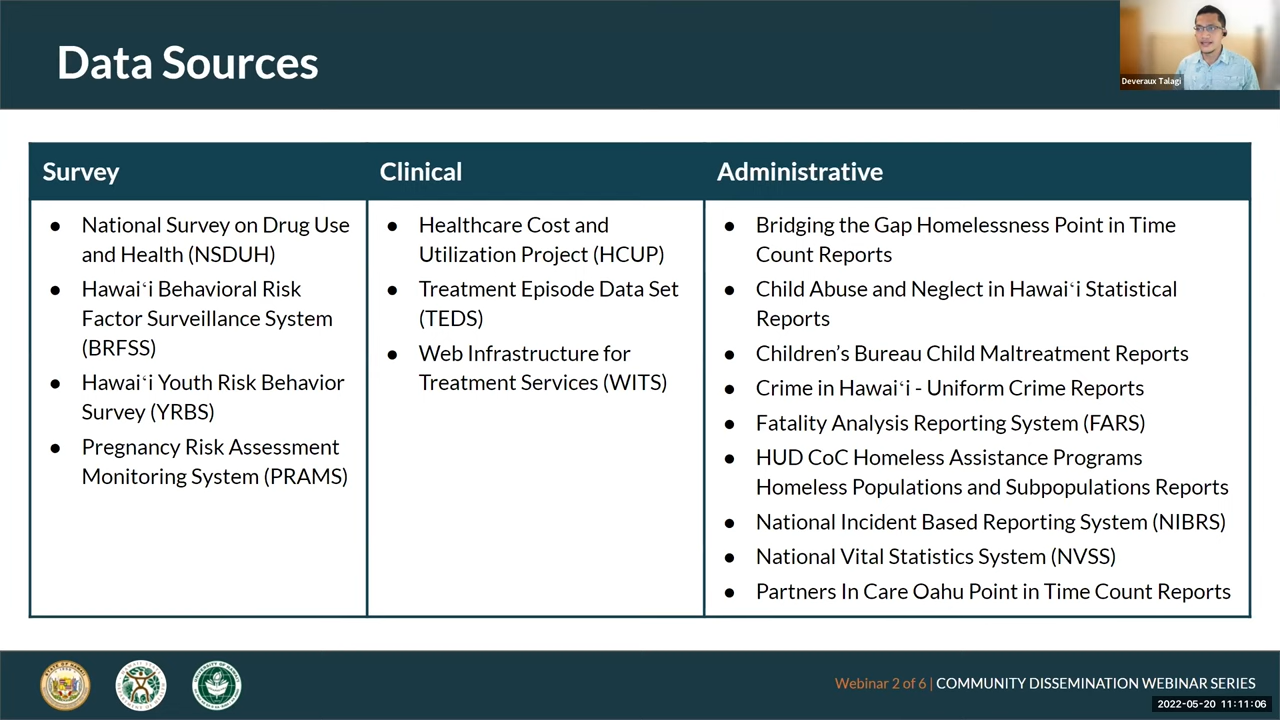 Data Sources
Deveraux Talagi
Survey
National Survey on Drug Use
and Health (NSDUH)
Hawaiʻi Behavioral Risk
Factor Surveillance System
(BRFSS)
Hawaiʻi Youth Risk Behavior
Survey (YRBS)
Pregnancy Risk Assessment
Monitoring System (PRAMS)
Clinical
Healthcare Cost and
Utilization Project (HCUP)
Treatment Episode Data Set
(TEDS)
Web Infrastructure for
Treatment Services (WITS)
Administrative
Bridging the Gap Homelessness Point in Time
Count Reports
Child Abuse and Neglect in Hawaiʻi Statistical
Reports
Children’s Bureau Child Maltreatment Reports
Crime in Hawaiʻi - Uniform Crime Reports
Fatality Analysis Reporting System (FARS)
HUD CoC Homeless Assistance Programs
Homeless Populations and Subpopulations Reports
National Incident Based Reporting System (NIBRS)
National Vital Statistics System (NVSS)
Partners In Care Oahu Point in Time Count Reports
STATE OF HAWAII
Webinar 2 of 6 | COMMUNITY DISSEMINATION WEBINAR SERIES
2022-05-20 11:11:06